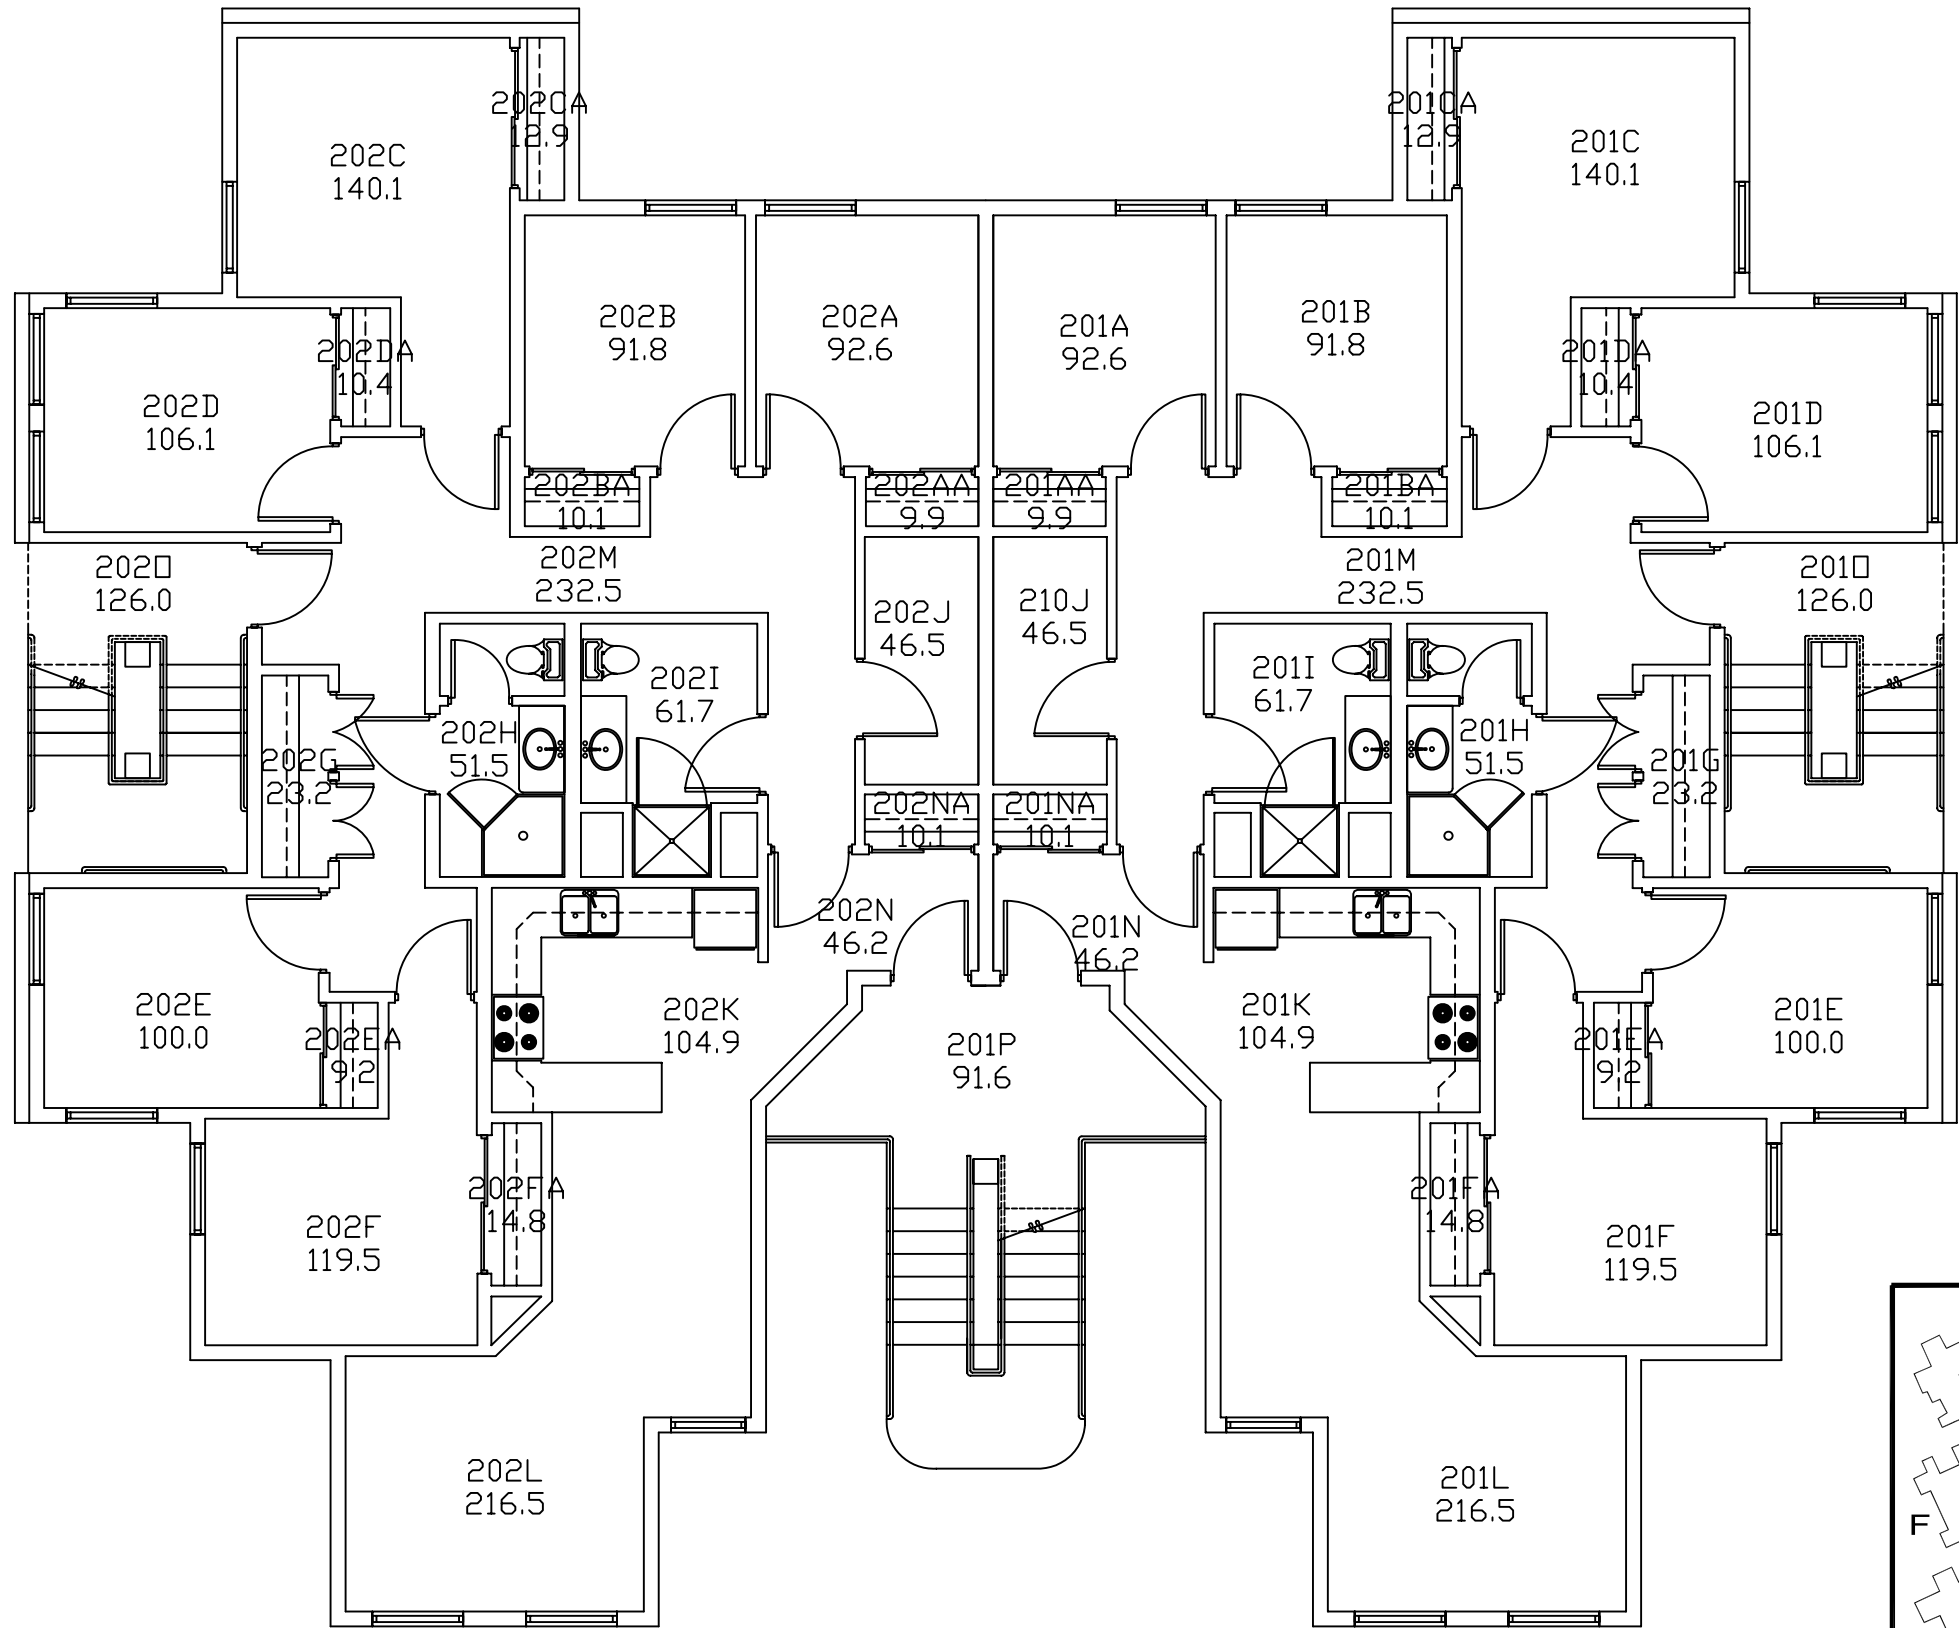 202CA
12.9
201CA
12.9
202C
140.1
201C
140.1
202B
91.8
202A
92.6
201A
92.6
201B
91.8
202DA
10.4
201DA
10.4
202D
106.1
201D
106.1
202BA
10.1
202AA
9.9
201AA
9.9
201BA
10.1
202M
232.5
201M
232.5
202O
126.0
201O
126.0
202J
46.5
210J
46.5
202I
61.7
201I
61.7
202H
51.5
201H
51.5
202G
23.2
201G
23.2
202NA
10.1
201NA
10.1
202N
46.2
201N
46.2
202E
100.0
202K
104.9
201K
104.9
201E
100.0
202EA
9.2
201P
91.6
201EA
9.2
202FA
14.8
201FA
14.8
202F
119.5
201F
119.5
202L
216.5
201L
216.5
F